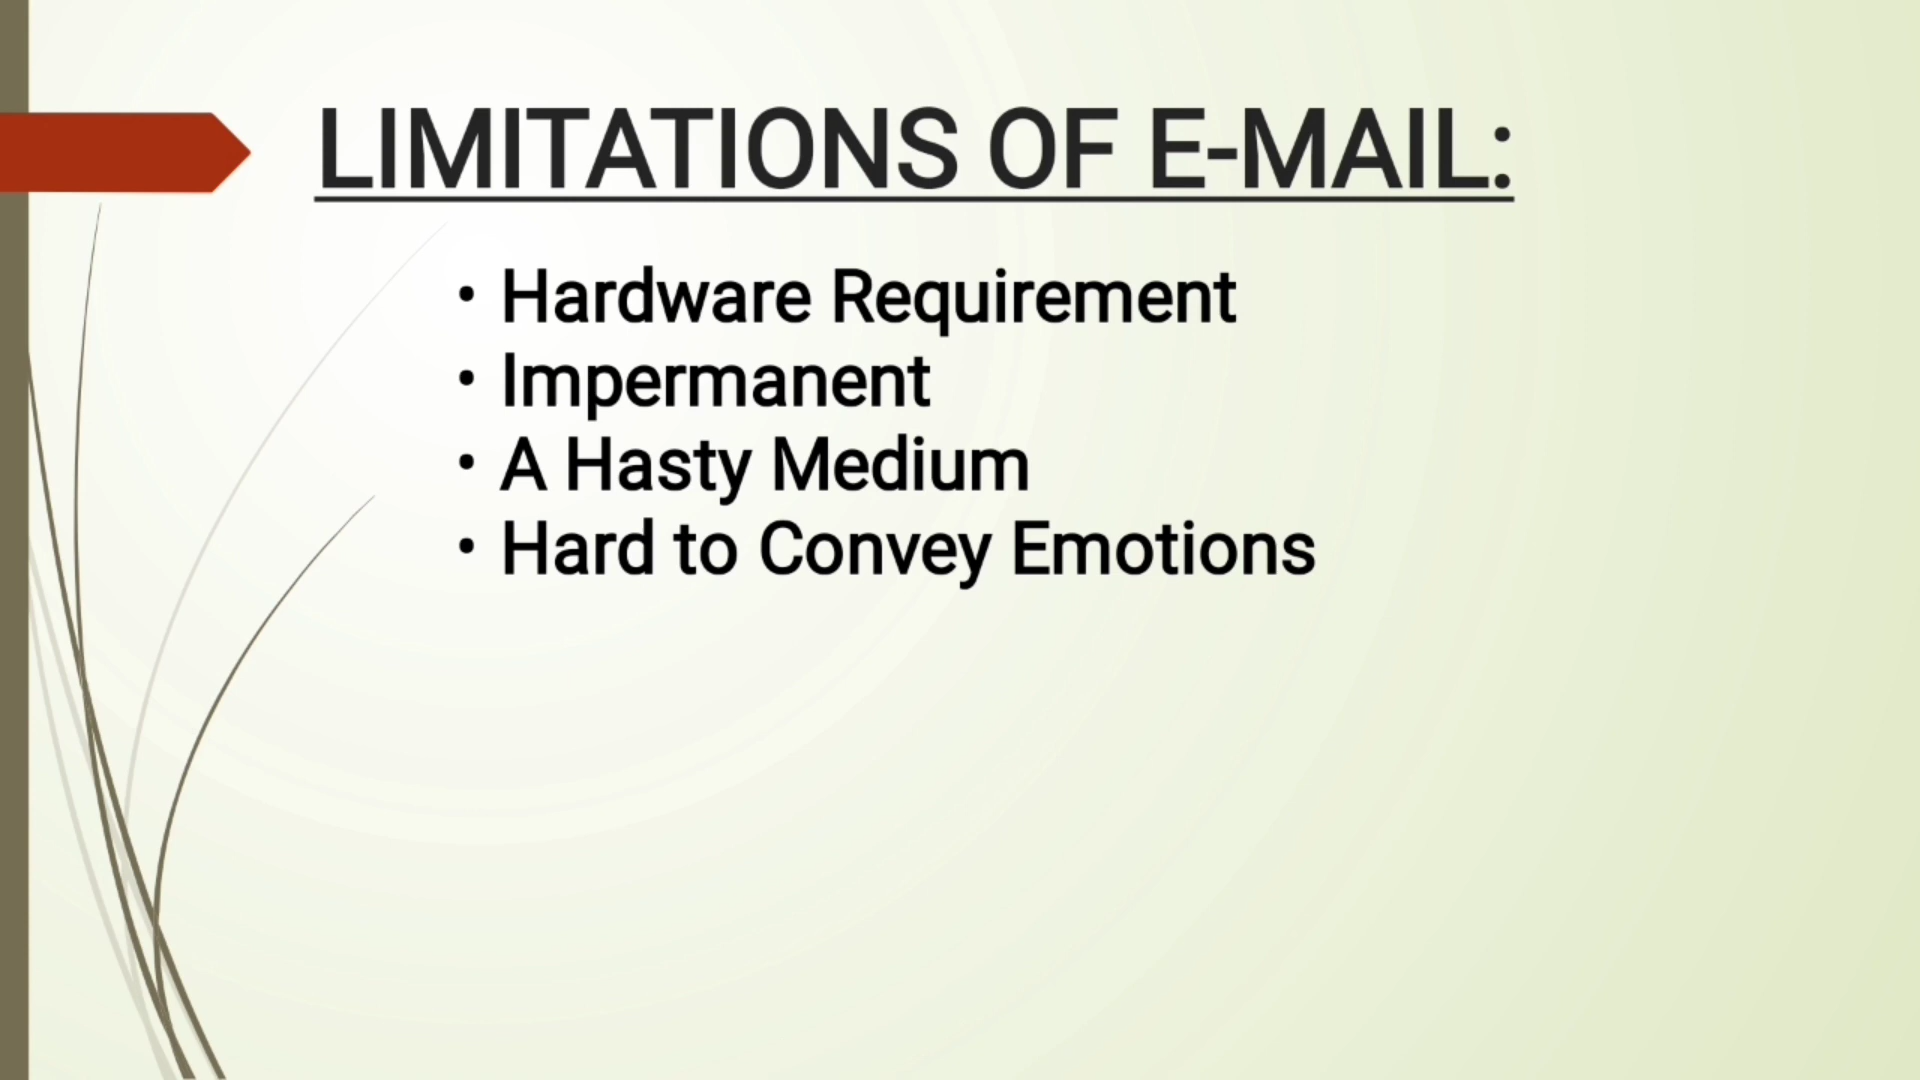 LIMITATIONS OF E-MAIL:
• Hardware Requirement
• Impermanent
• A Hasty Medium
• Hard to Convey Emotions